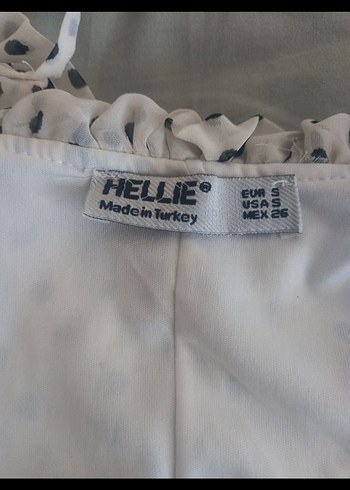 HELLIE®
Made in Turkey
EUR S
USA S
MEX 26